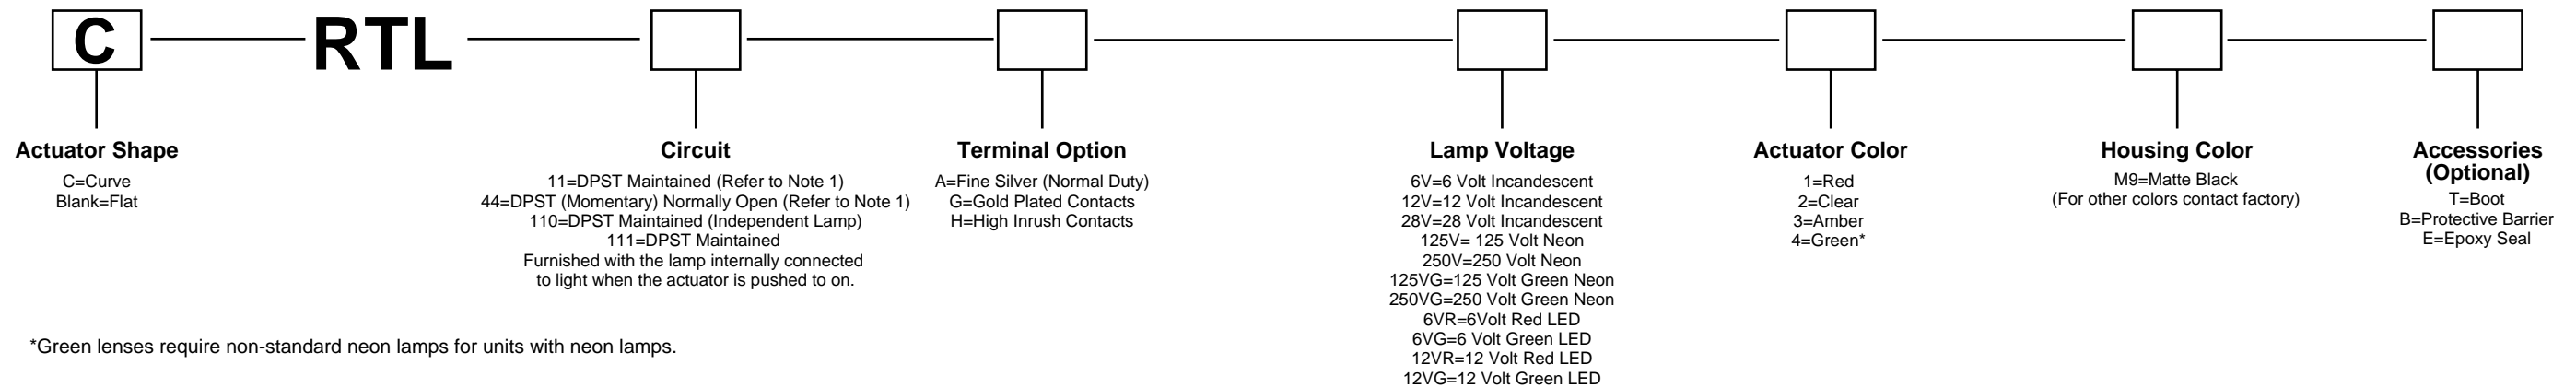 C RTL
Actuator Shape
C=Curve
Blank=Flat
Circuit
11=DPST Maintained (Refer to Note 1)
44=DPST (Momentary) Normally Open (Refer to Note 1)
110=DPST Maintained (Independent Lamp)
111=DPST Maintained
Furnished with the lamp internally connected
to light when the actuator is pushed to on.
Terminal Option
A=Fine Silver (Normal Duty)
G=Gold Plated Contacts
H=High Inrush Contacts
Lamp Voltage
6V=6 Volt Incandescent
12V=12 Volt Incandescent
28V=28 Volt Incandescent
125V= 125 Volt Neon
250V=250 Volt Neon
125VG=125 Volt Green Neon
250VG=250 Volt Green Neon
6VR=6Volt Red LED
6VG=6 Volt Green LED
12VR=12 Volt Red LED
12VG=12 Volt Green LED
Actuator Color
1=Red
2=Clear
3=Amber
4=Green*
Housing Color
M9=Matte Black
(For other colors contact factory)
Accessories
(Optional)
T=Boot
B=Protective Barrier
E=Epoxy Seal
*Green lenses require non-standard neon lamps for units with neon lamps.